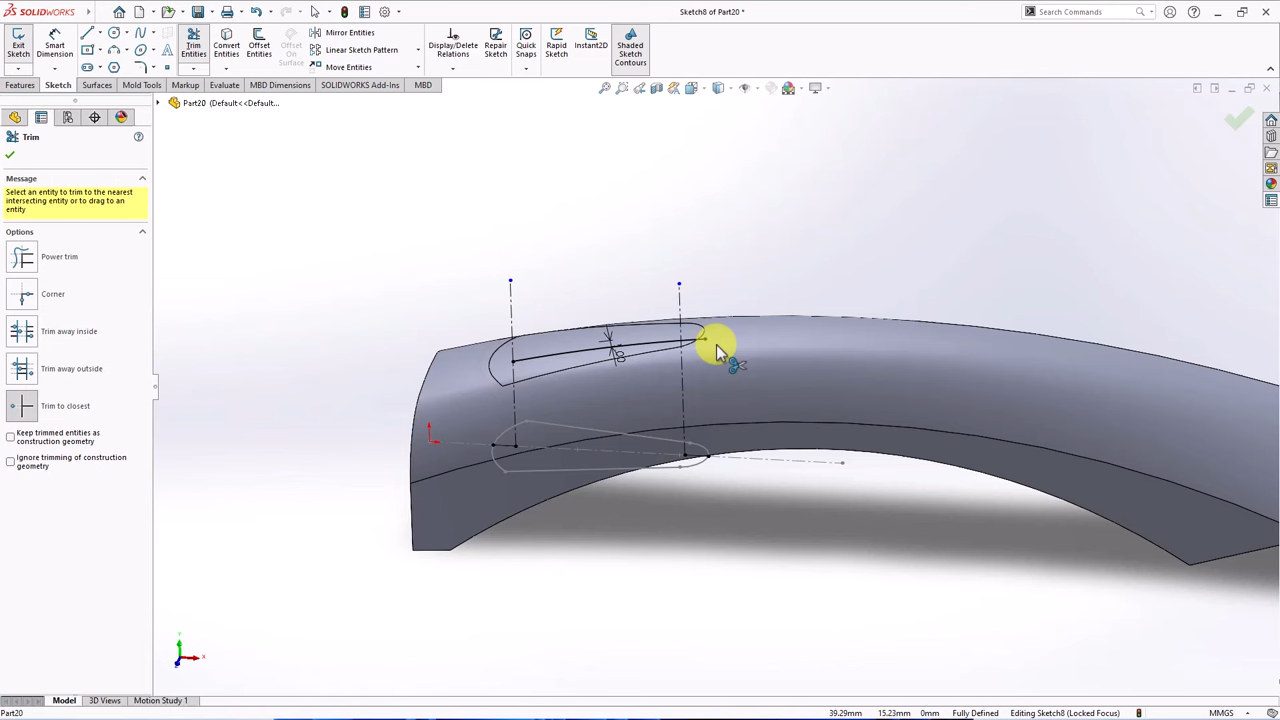 SOLIDWORKS
Sketch8 of Part20 *
Search Commands
Exit Sketch
Smart Dimension
Trim Entities
Convert Entities
Offset Entities
Offset On Surface
Mirror Entities
Linear Sketch Pattern
Move Entities
Display/Delete Relations
Repair Sketch
Quick Snaps
Rapid Sketch
Instant2D
Shaded Sketch Contours
Features
Sketch
Surfaces
Mold Tools
Markup
Evaluate
MBD Dimensions
SOLIDWORKS Add-Ins
MBD
Part20 (Default<<Default...
Trim
Message
Select an entity to trim to the nearest
intersecting entity or to drag to an
entity
Options
Power trim
Corner
Trim away inside
Trim away outside
Trim to closest
Keep trimmed entities as
construction geometry
Ignore trimming of construction
geometry
Y
X
Z
Model
3D Views
Motion Study 1
Part20
39.29mm
15.23mm
0mm
Fully Defined
Editing Sketch8 (Locked Focus)
MMGS